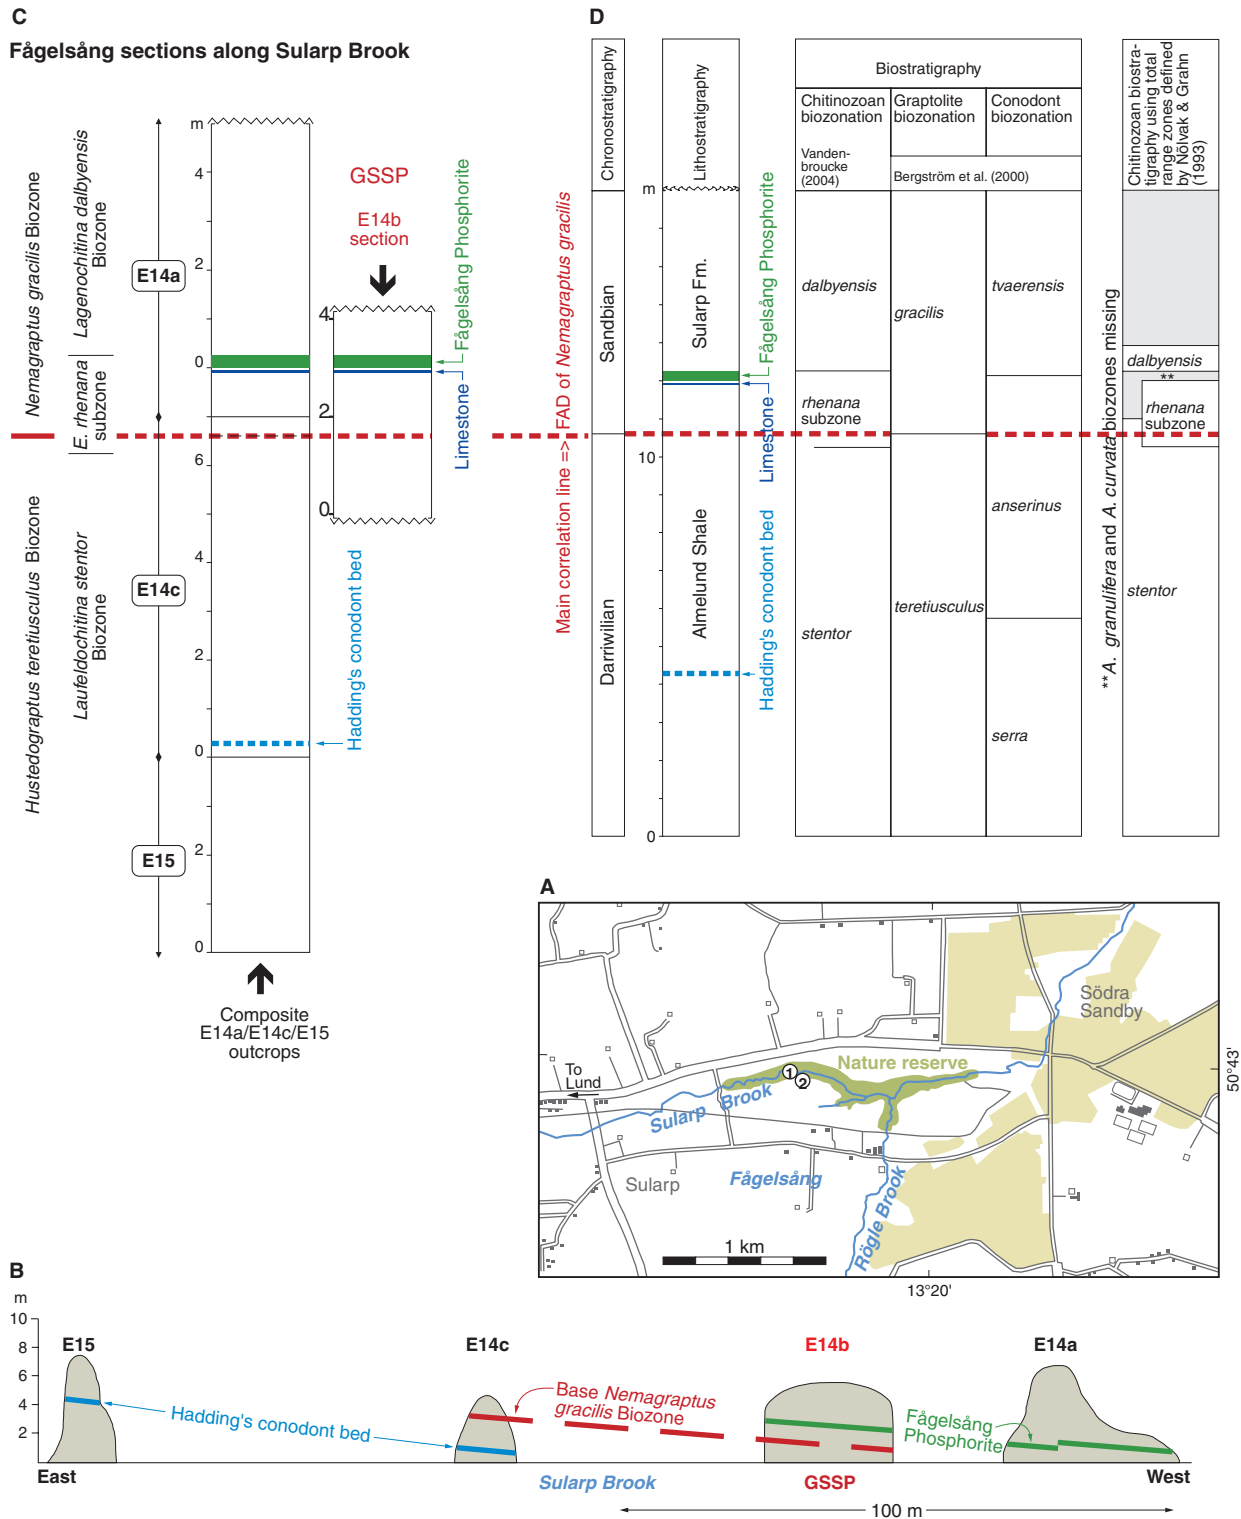 C
Fågelsång sections along Sularp Brook
Nemagraptus gracilis Biozone
Hustedograptus teretiusculus Biozone
Lagenochitina dalbyensis
Biozone
E. rhenana
subzone
Laufeldochitina stentor
Biozone
E14a
E14c
E15
m
4
2
0
6
4
2
0
2
0
GSSP
E14b
section
4
2
0
Fågelsång Phosphorite
Limestone
Hadding's conodont bed
Composite
E14a/E14c/E15
outcrops
D
Main correlation line => FAD of Nemagraptus gracilis
Chronostratigraphy
Sandbian
Darriwilian
Lithostratigraphy
m
10
0
Sularp Fm.
Almelund Shale
Fågelsång Phosphorite
Limestone
Hadding's conodont bed
Biostratigraphy
Chitinozoan
biozonation
Vanden-
broucke
(2004)
Graptolite
biozonation
Conodont
biozonation
Bergström et al. (2000)
dalbyensis
rhenana
subzone
stentor
gracilis
teretiusculus
tvaerensis
anserinus
serra
**A. granulifera and A. curvata biozones missing
Chitinozoan biostra-
tigraphy using total
range zones defined
by Nõlvak & Grahn
(1993)
dalbyensis
**
rhenana
subzone
stentor
A
Södra
Sandby
Nature reserve
To
Lund
1
2
Sularp Brook
Sularp
Fågelsång
Rögle Brook
1 km
50°43'
13°20'
B
m
10
8
6
4
2
E15
E14c
E14b
E14a
Base Nemagraptus
gracilis Biozone
Hadding's conodont bed
Fågelsång
Phosphorite
East
Sularp Brook
GSSP
West
100 m